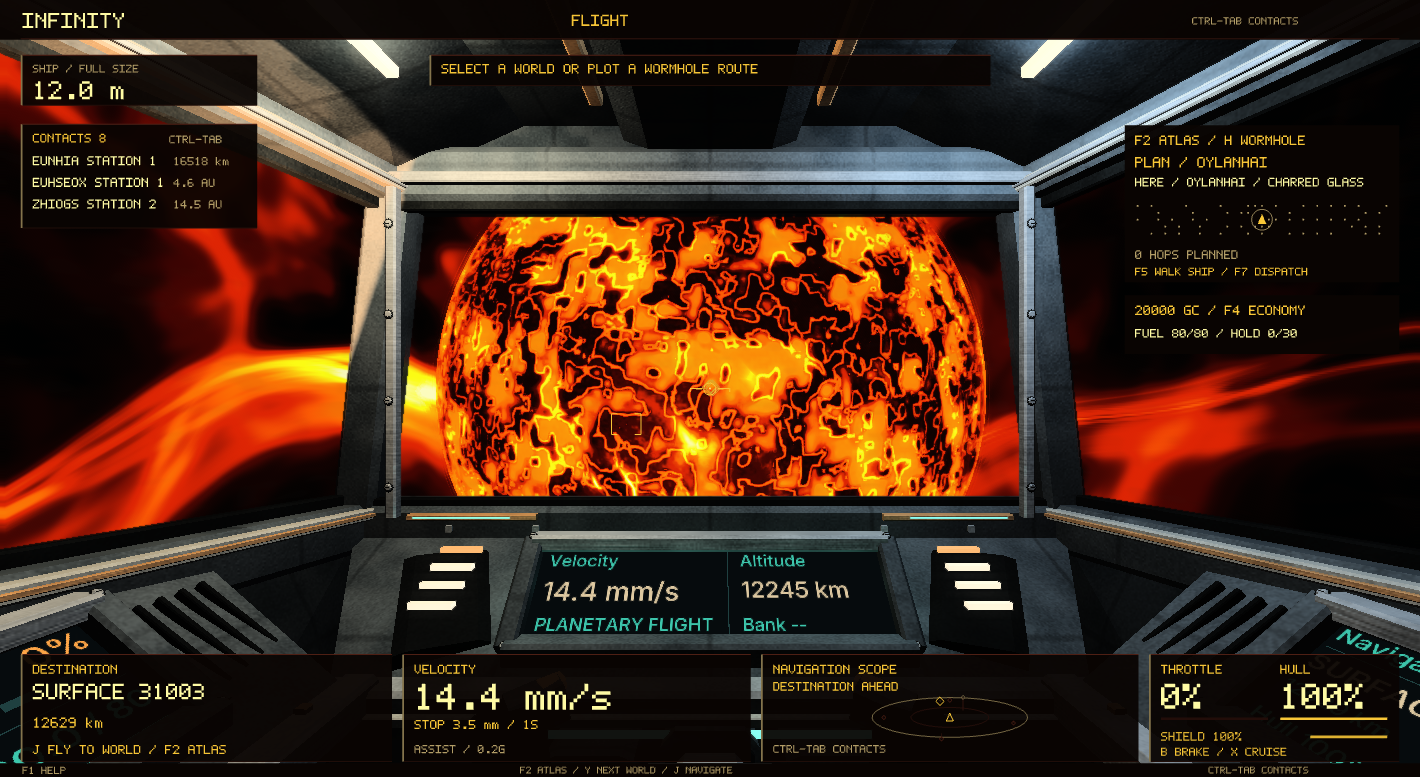 INFINITY
FLIGHT
CTRL-TAB CONTACTS
SHIP / FULL SIZE
12.0 m
SELECT A WORLD OR PLOT A WORMHOLE ROUTE
CONTACTS 8 CTRL-TAB
EUNHIA STATION 1 16518 km
EUHSEOX STATION 1 4.6 AU
ZHIOGS STATION 2 14.5 AU
F2 ATLAS / H WORMHOLE
PLAN / OYLANHAI
HERE / OYLANHAI / CHARRED GLASS
0 HOPS PLANNED
F5 WALK SHIP / F7 DISPATCH
20000 GC / F4 ECONOMY
FUEL 80/80 / HOLD 0/30
Velocity
14.4 mm/s
PLANETARY FLIGHT
Altitude
12245 km
Bank --
DESTINATION
SURFACE 31003
12629 km
J FLY TO WORLD / F2 ATLAS
VELOCITY
14.4 mm/s
STOP 3.5 mm / 1S
ASSIST / 0.2G
NAVIGATION SCOPE
DESTINATION AHEAD
CTRL-TAB CONTACTS
THROTTLE
0%
HULL
100%
SHIELD 100%
B BRAKE / X CRUISE
F1 HELP
F2 ATLAS / Y NEXT WORLD / J NAVIGATE
CTRL-TAB CONTACTS